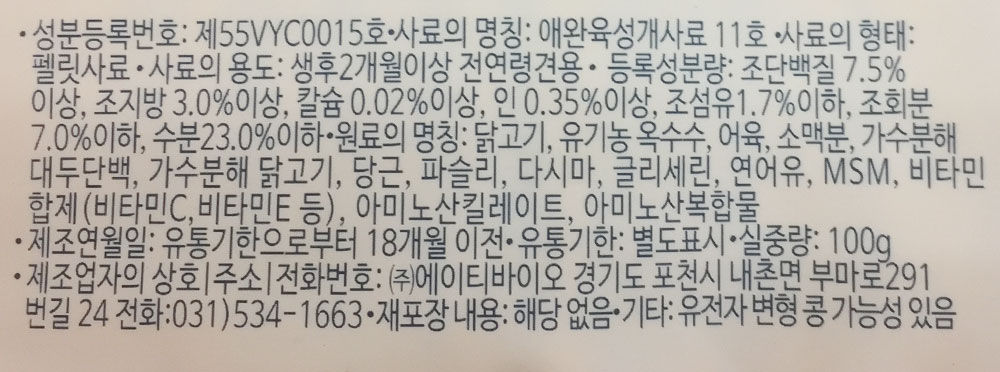 ·성분등록번호: 제55VYC0015호·사료의 명칭: 애완육성개사료 11호 ·사료의 형태:
펠릿사료·사료의 용도: 생후2개월이상 전연령견용· 등록성분량: 조단백질 7.5%
이상, 조지방 3.0%이상, 칼슘 0.02%이상, 인 0.35%이상, 조섬유1.7%이하, 조회분
7.0%이하, 수분23.0%이하·원료의 명칭: 닭고기, 유기농 옥수수, 어육, 소맥분, 가수분해
대두단백, 가수분해 닭고기, 당근, 파슬리, 다시마, 글리세린, 연어유, MSM, 비타민
합제(비타민C,비타민E 등), 아미노산킬레이트, 아미노산복합물
·제조연월일: 유통기한으로부터 18개월 이전·유통기한: 별도표시·실중량: 100g
·제조업자의 상호|주소|전화번호: ㈜에이티바이오 경기도 포천시 내촌면 부마로291
번길 24 전화:031)534-1663·재포장 내용: 해당 없음·기타: 유전자 변형 콩 가능성 있음